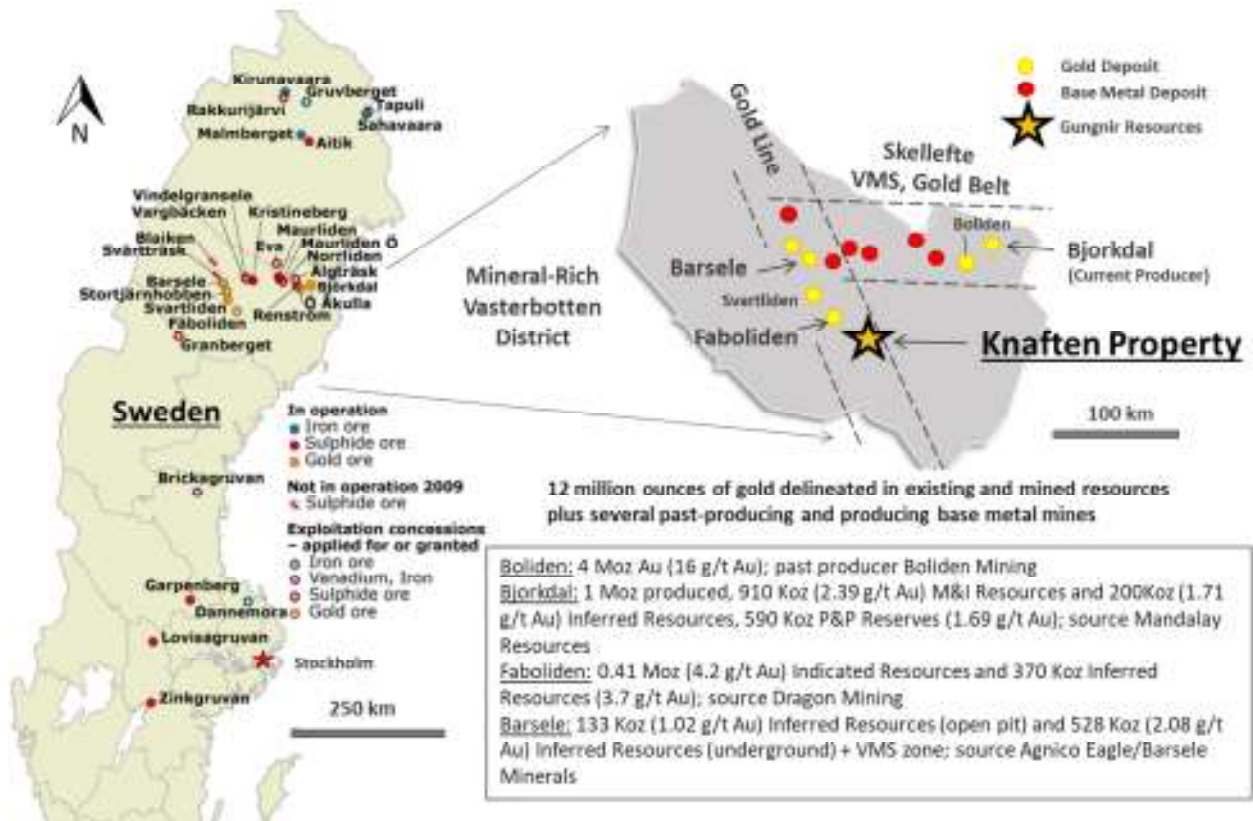 N
Kirunavaara
Gruvberget
Rakkurijärvi
Tapuli
Sahavaara
Malmberget
Aitik
Vindelgransele
Vargbäcken
Kristineberg
Maurliden
Blaiken
Eva
Maurliden Ö
Svärtträsk
Norrliden
Älgträsk
Barsele
Björkdal
Stortjärnhobben
Åkulla
Svartliden
Renström
Fäboliden
Granberget
Sweden
In operation
Iron ore
Sulphide ore
Gold ore
Brickagruvan
Not in operation 2009
Sulphide ore
Exploitation concessions
– applied for or granted
Iron ore
Vanadium, Iron
Sulphide ore
Gold ore
Garpenberg
Dannemora
Lovisagruvan
Stockholm
Zinkgruvan
250 km
Gold Deposit
Base Metal Deposit
Gungnir Resources
Gold Line
Skellefte
VMS, Gold Belt
Boliden
Bjorkdal
(Current Producer)
Mineral-Rich
Vasterbotten
District
Barsele
Svartliden
Faboliden
Knaften Property
100 km
12 million ounces of gold delineated in existing and mined resources
plus several past-producing and producing base metal mines
Boliden: 4 Moz Au (16 g/t Au); past producer Boliden Mining
Bjorkdal: 1 Moz produced, 910 Koz (2.39 g/t Au) M&I Resources and 200Koz (1.71
g/t Au) Inferred Resources, 590 Koz P&P Reserves (1.69 g/t Au); source Mandalay
Resources
Faboliden: 0.41 Moz (4.2 g/t Au) Indicated Resources and 370 Koz Inferred
Resources (3.7 g/t Au); source Dragon Mining
Barsele: 133 Koz (1.02 g/t Au) Inferred Resources (open pit) and 528 Koz (2.08 g/t
Au) Inferred Resources (underground) + VMS zone; source Agnico Eagle/Barsele
Minerals